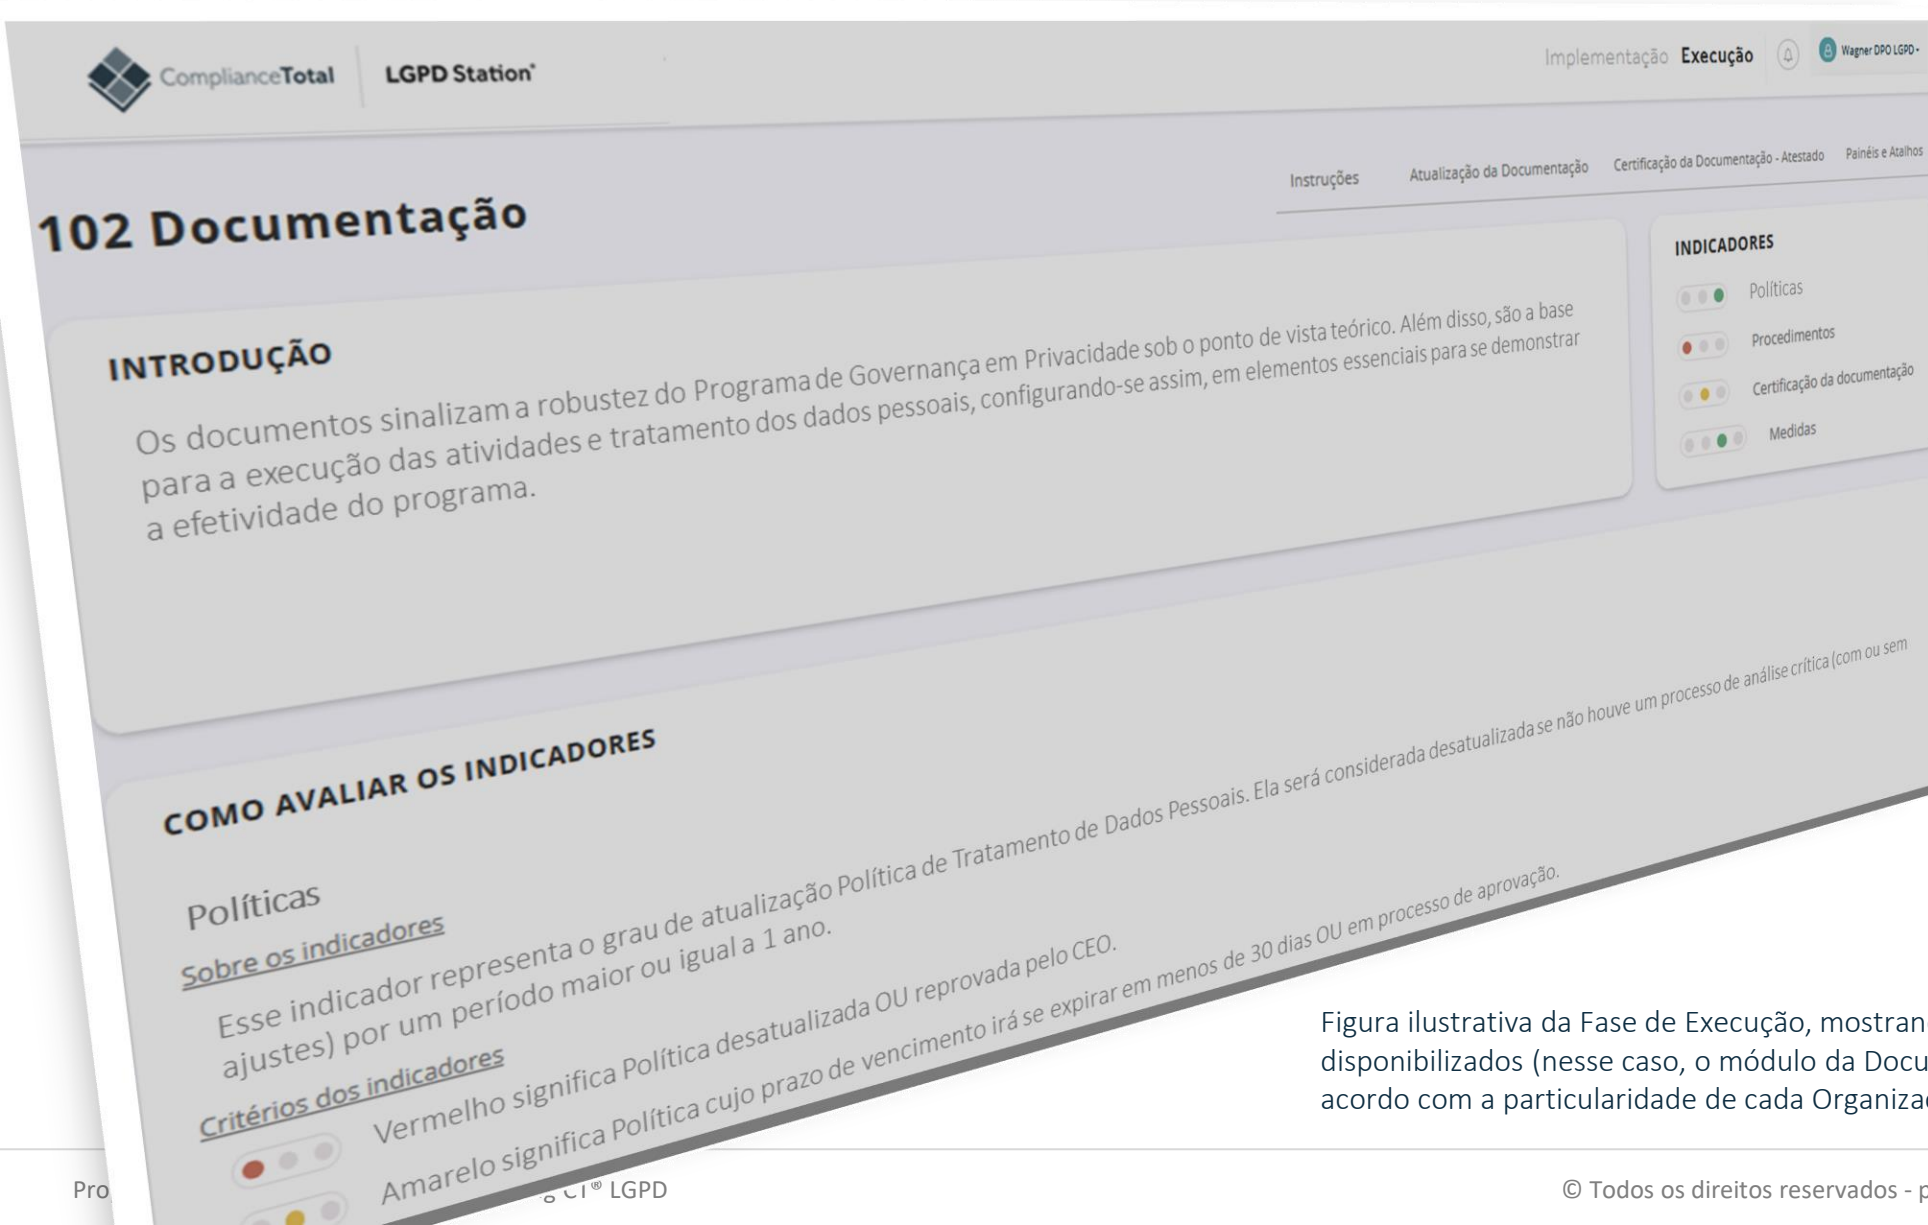 ComplianceTotal
LGPD Station®
Implementação Execução
Wagner DPO LGPD
102 Documentação
Instruções Atualização da Documentação Certificação da Documentação - Atestado Painéis e Atalhos
INTRODUÇÃO
Os documentos sinalizam a robustez do Programa de Governança em Privacidade sob o ponto de vista teórico. Além disso, são a base
para a execução das atividades e tratamento dos dados pessoais, configurando-se assim, em elementos essenciais para se demonstrar
a efetividade do programa.
INDICADORES
Políticas
Procedimentos
Certificação da documentação
Medidas
COMO AVALIAR OS INDICADORES
Políticas
Sobre os indicadores
Esse indicador representa o grau de atualização Política de Tratamento de Dados Pessoais. Ela será considerada desatualizada se não houve um processo de análise crítica (com ou sem
ajustes) por um período maior ou igual a 1 ano.
Critérios dos indicadores
Vermelho significa Política desatualizada OU reprovada pelo CEO.
Amarelo significa Política cujo prazo de vencimento irá se expirar em menos de 30 dias OU em processo de aprovação.
Figura ilustrativa da Fase de Execução, mostran
disponibilizados (nesse caso, o módulo da Docu
acordo com a particularidade de cada Organiza
Pro
CT® LGPD
© Todos os direitos reservados - p